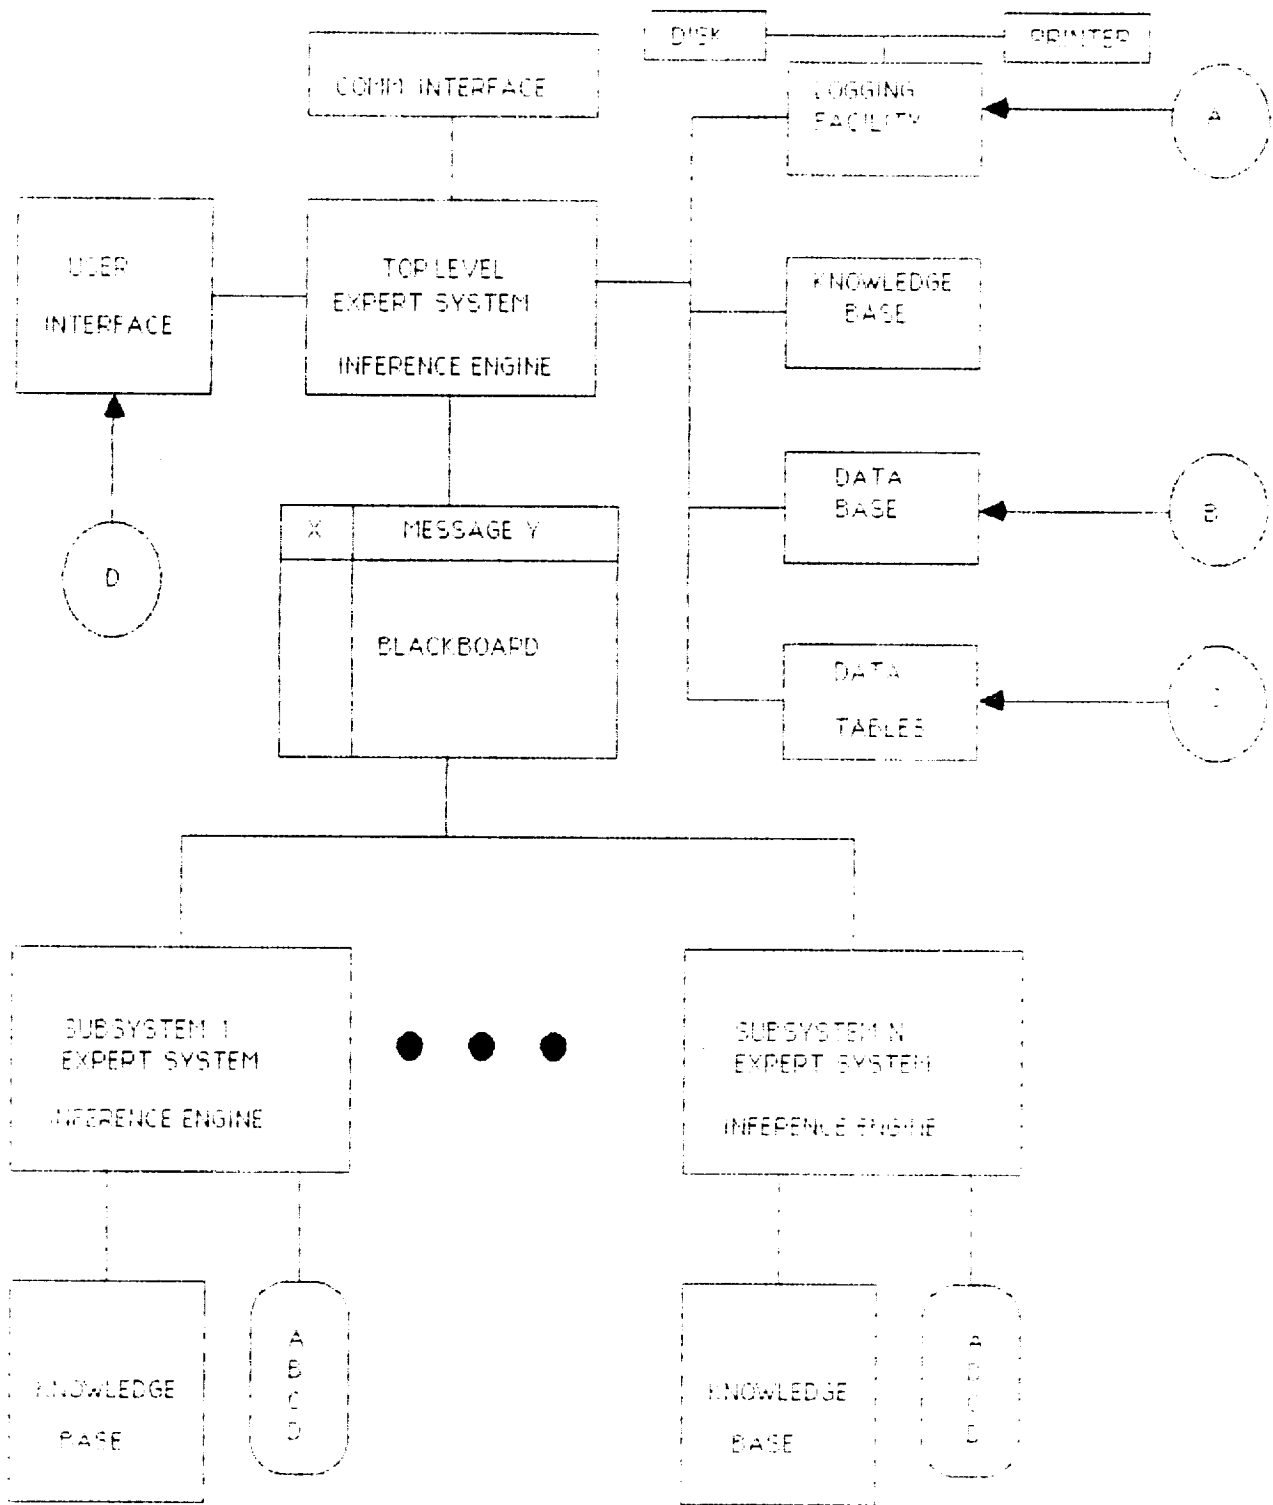 DISK
PRINTER
COMM INTERFACE
LOGGING
FACILITY
A
USER
INTERFACE
TOP LEVEL
EXPERT SYSTEM
INFERENCE ENGINE
KNOWLEDGE
BASE
DATA
BASE
B
X MESSAGE Y
D
BLACKBOARD
DATA
TABLES
SUBSYSTEM 1
EXPERT SYSTEM
INFERENCE ENGINE
SUBSYSTEM N
EXPERT SYSTEM
INFERENCE ENGINE
KNOWLEDGE
BASE
A
B
C
D
KNOWLEDGE
BASE
A
B
C
D